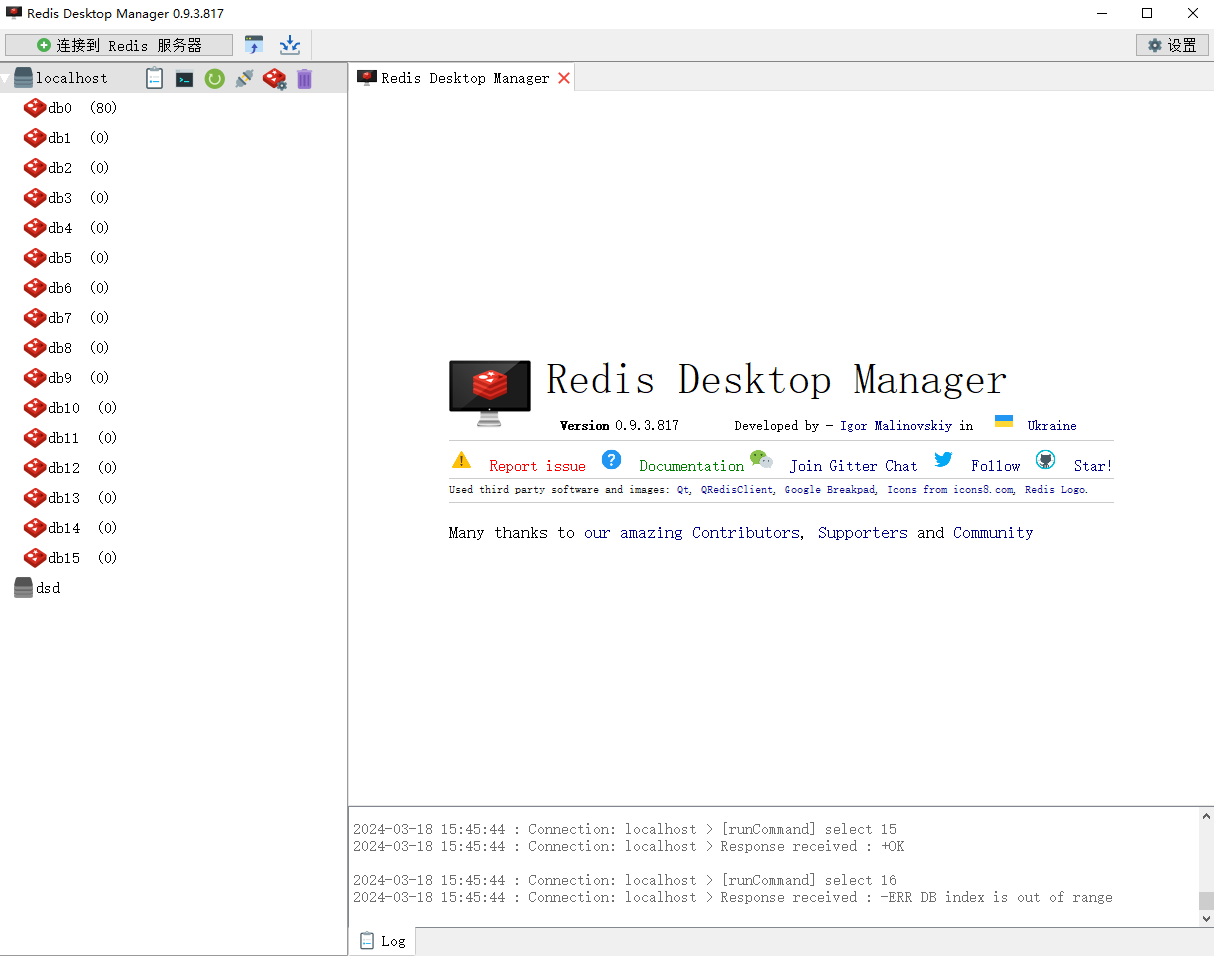 Redis Desktop Manager 0.9.3.817
连接到 Redis 服务器
设置
localhost
db0 (80)
db1 (0)
db2 (0)
db3 (0)
db4 (0)
db5 (0)
db6 (0)
db7 (0)
db8 (0)
db9 (0)
db10 (0)
db11 (0)
db12 (0)
db13 (0)
db14 (0)
db15 (0)
dsd
Redis Desktop Manager
Redis Desktop Manager
Version 0.9.3.817 Developed by - Igor Malinovskiy in Ukraine
Report issue Documentation Join Gitter Chat Follow Star!
Used third party software and images: Qt, QRedisClient, Google Breakpad, Icons from icons8.com, Redis Logo.
Many thanks to our amazing Contributors, Supporters and Community
2024-03-18 15:45:44 : Connection: localhost > [runCommand] select 15
2024-03-18 15:45:44 : Connection: localhost > Response received : +OK
2024-03-18 15:45:44 : Connection: localhost > [runCommand] select 16
2024-03-18 15:45:44 : Connection: localhost > Response received : -ERR DB index is out of range
Log